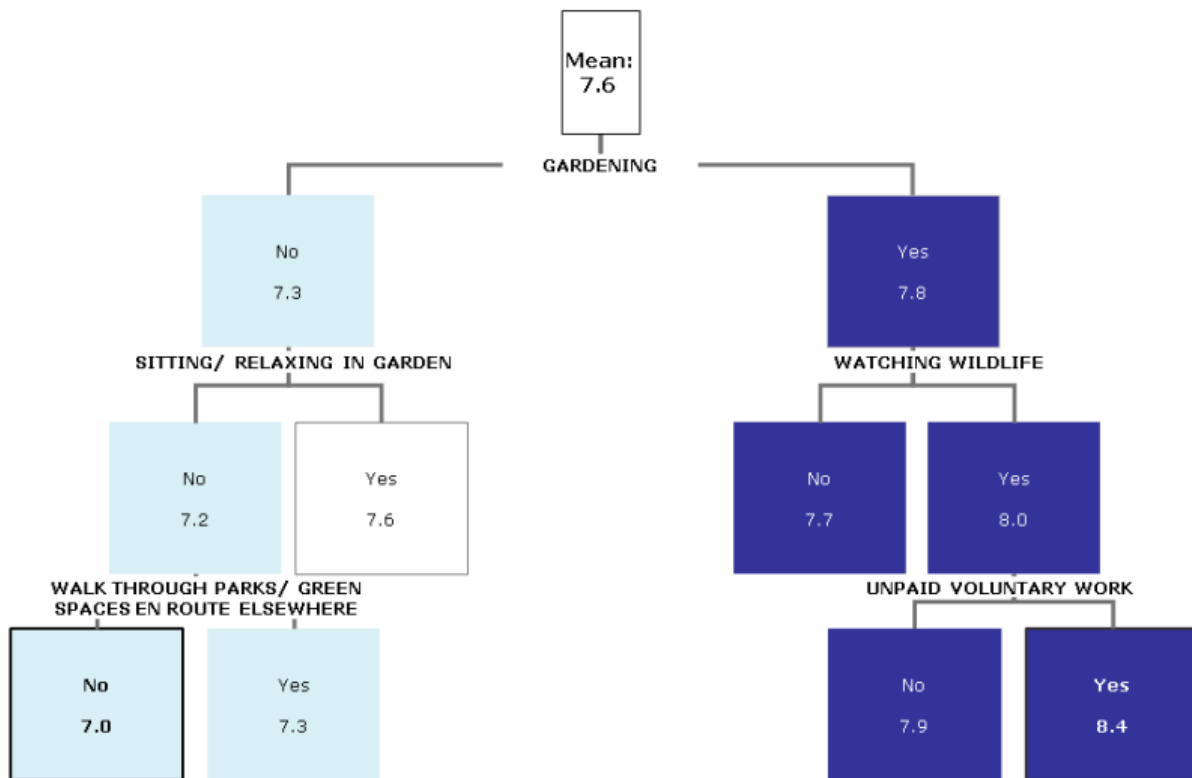 Mean:
7.6
GARDENING
No
7.3
Yes
7.8
SITTING/ RELAXING IN GARDEN
WATCHING WILDLIFE
No
7.2
Yes
7.6
No
7.7
Yes
8.0
WALK THROUGH PARKS/ GREEN
SPACES EN ROUTE ELSEWHERE
UNPAID VOLUNTARY WORK
No
7.0
Yes
7.3
No
7.9
Yes
8.4